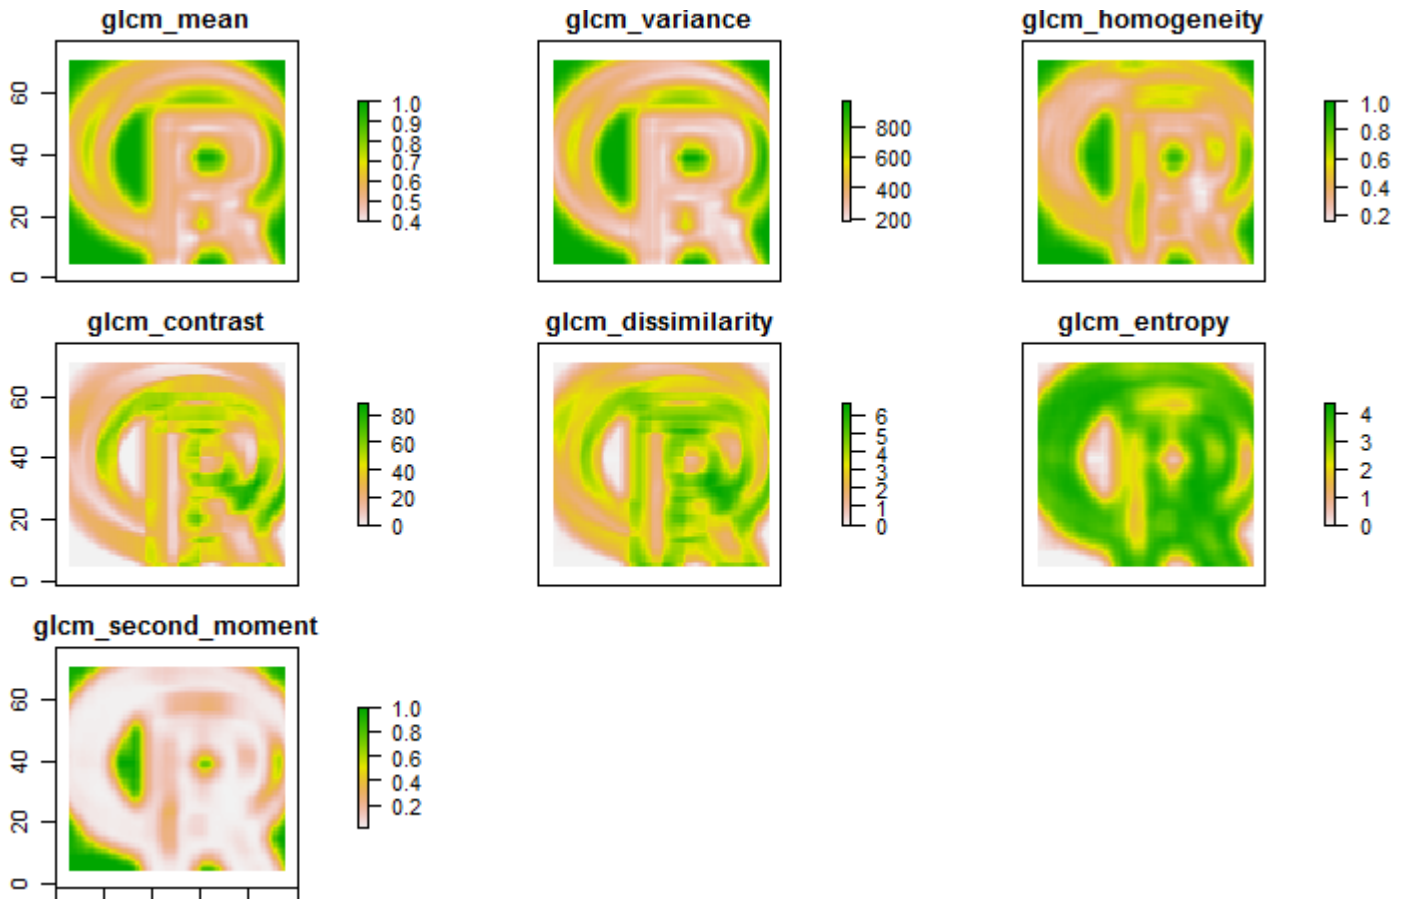 glcm_mean glcm_variance glcm_homogeneity
60 40 20 0
1.0 0.9 0.8 0.7 0.6 0.5 0.4
800 600 400 200
1.0 0.8 0.6 0.4 0.2
glcm_contrast glcm_dissimilarity glcm_entropy
60 40 20 0
80 60 40 20 0
6 5 4 3 2 1 0
4 3 2 1 0
glcm_second_moment
60 40 20 0
1.0 0.8 0.6 0.4 0.2
R